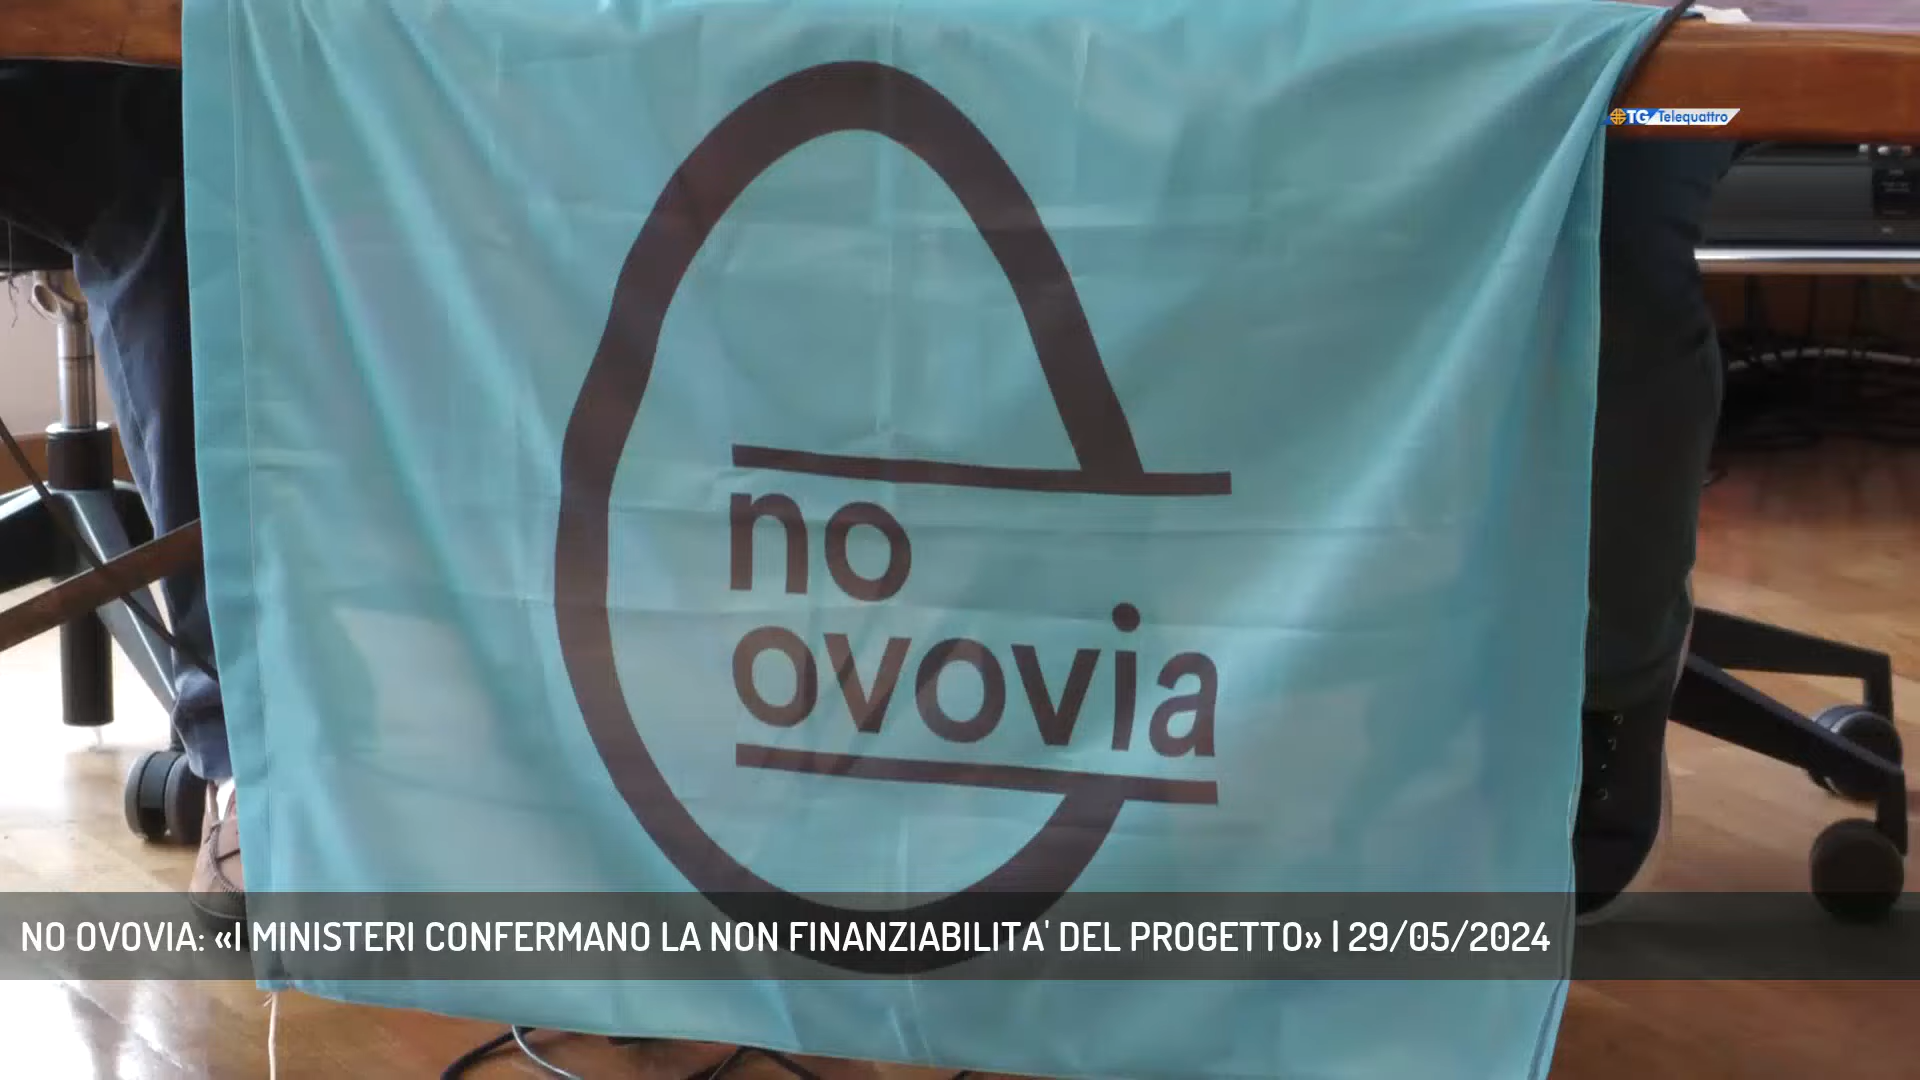 TG Telequattro
no
ovovia
NO OVOVIA: «I MINISTERI CONFERMANO LA NON FINANZIABILITA' DEL PROGETTO» | 29/05/2024